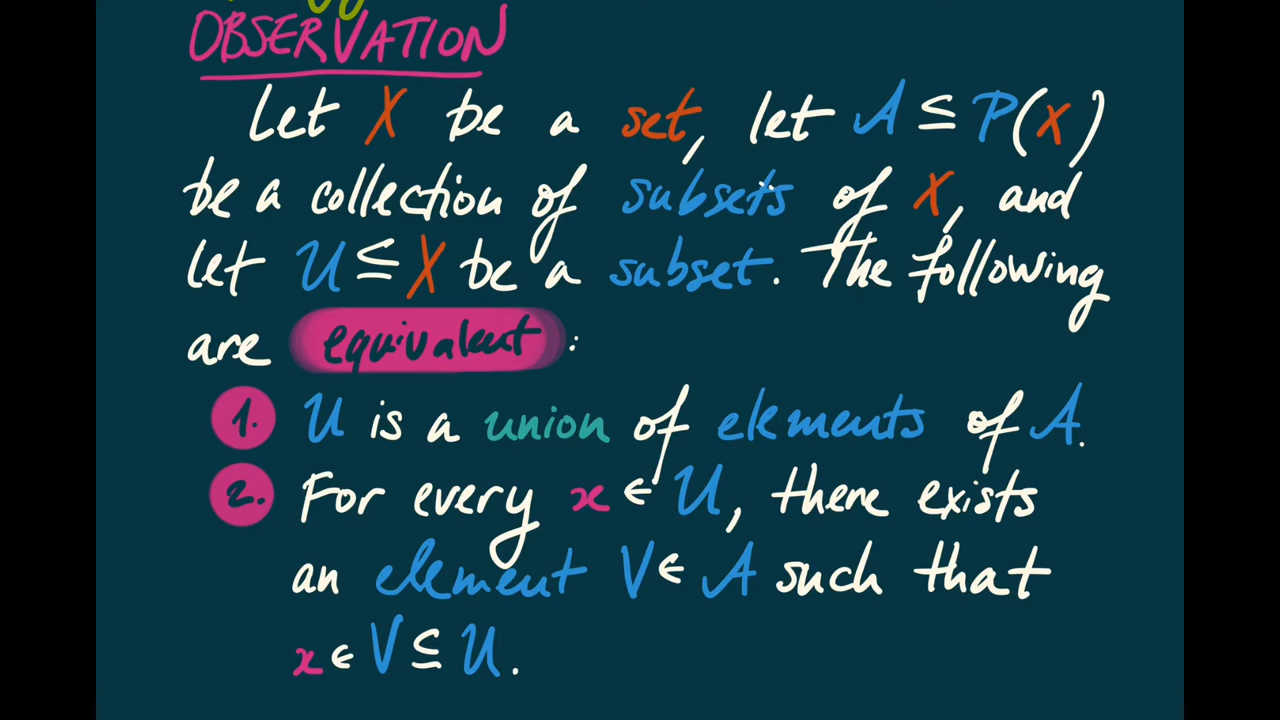 OBSERVATION
Let X be a set, let A ⊆ P(X)
be a collection of subsets of X, and
let U ⊆ X be a subset. The following
are equivalent:
1. U is a union of elements of A.
2. For every x ∈ U, there exists
an element V ∈ A such that
x ∈ V ⊆ U.